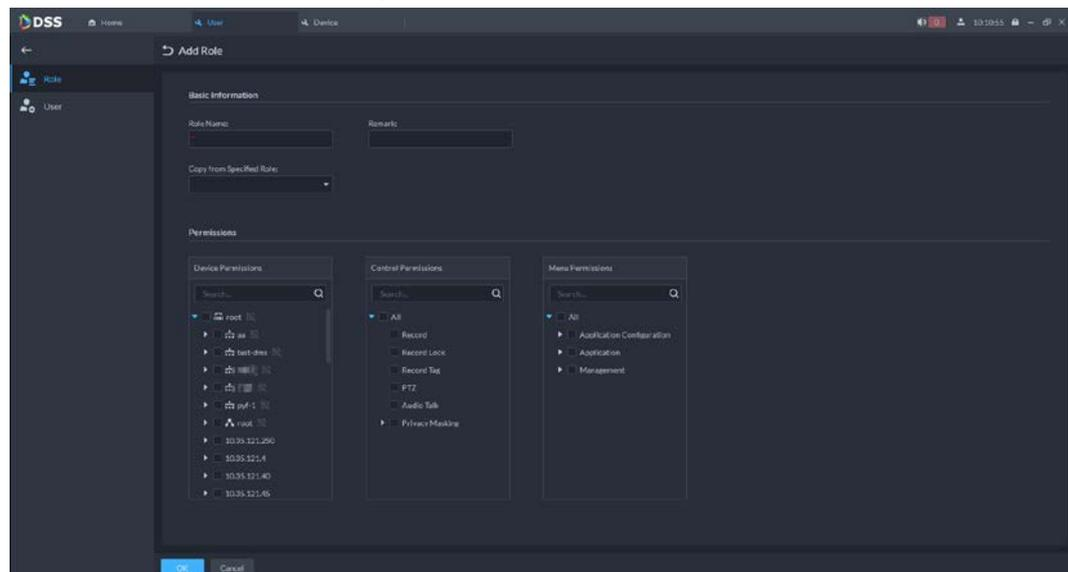 DSS Home User Device 0 10:10:55
Add Role
Role
User
Basic Information
Role Name: Remark:
*
Copy from Specified Role:
Permissions
Device Permissions Control Permissions Menu Permissions
Search... Search... Search...
root All All
aa Record Application Configuration
test-dms Record Lock Application
Record Tag Management
PTZ
pyf-1 Audio Talk
root Privacy Masking
10.35.121.250
10.35.121.4
10.35.121.40
10.35.121.45
OK Cancel